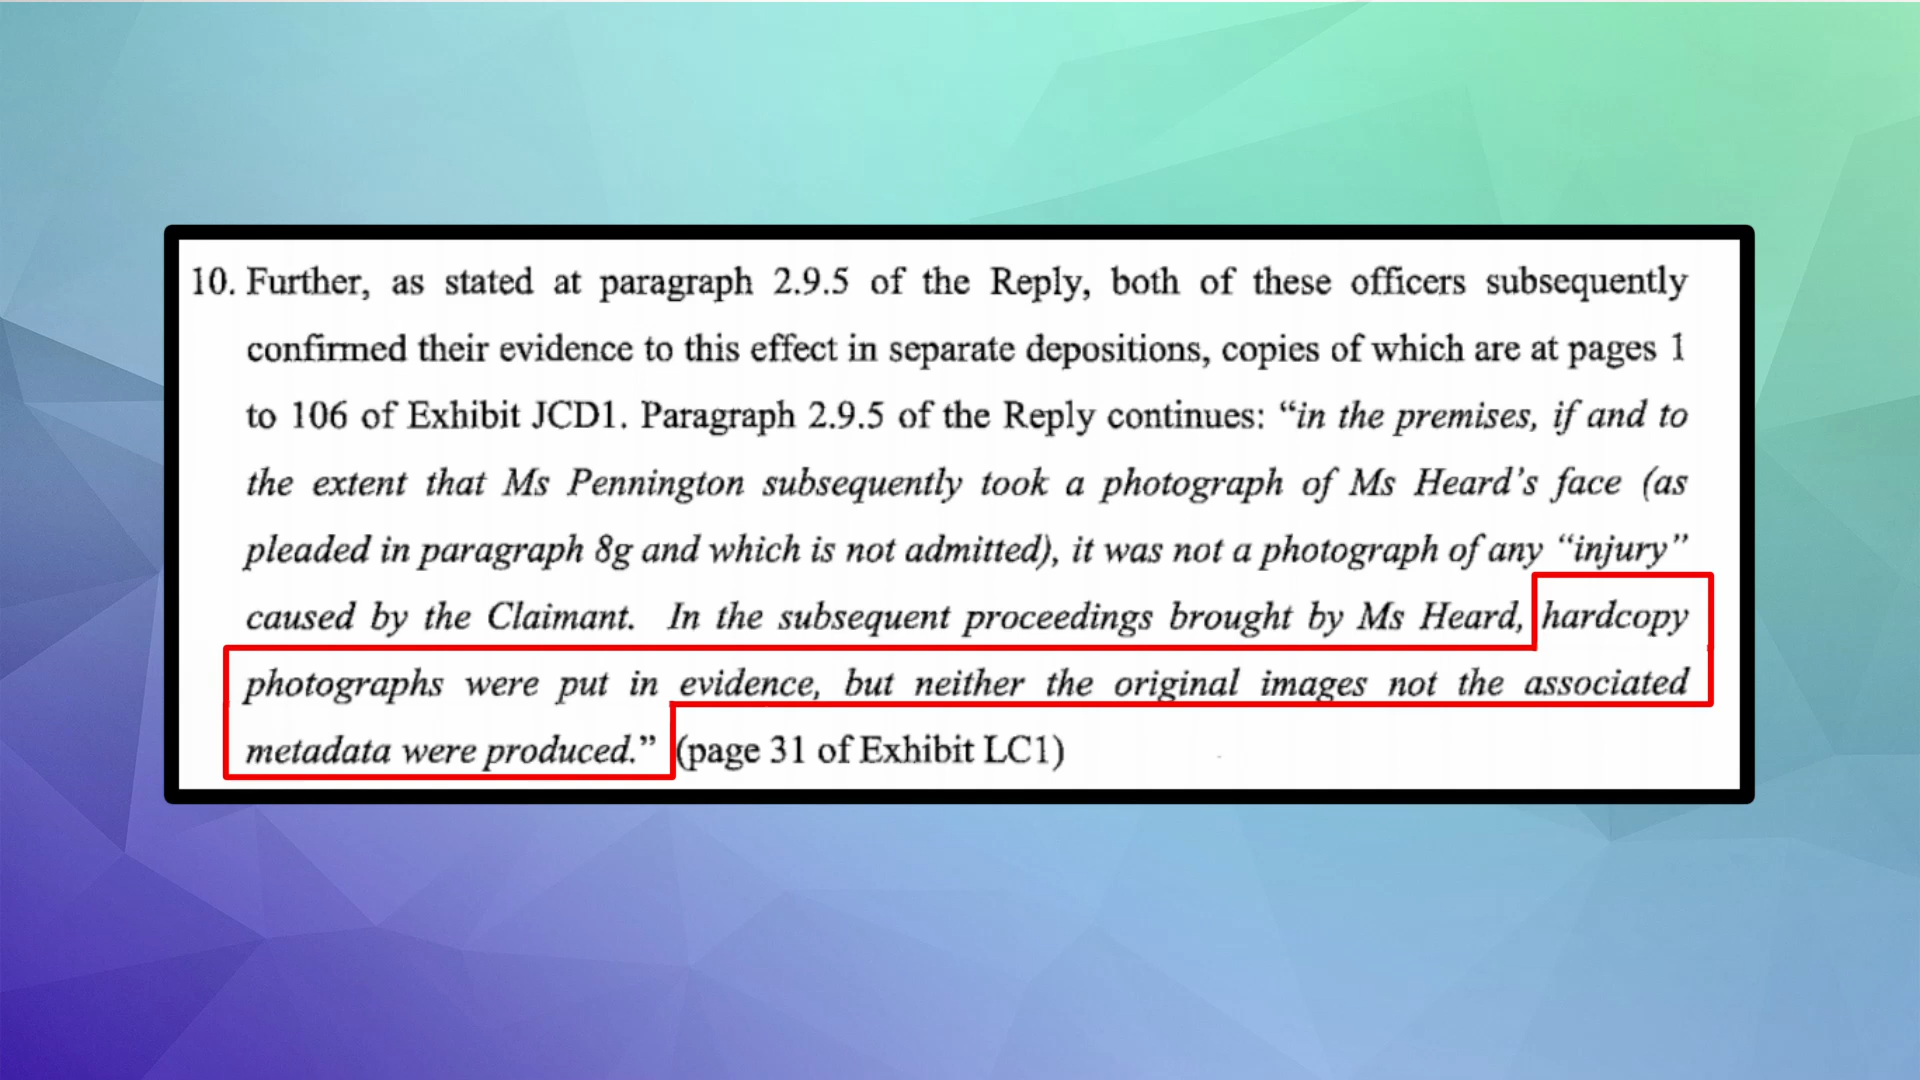 10. Further, as stated at paragraph 2.9.5 of the Reply, both of these officers subsequently
confirmed their evidence to this effect in separate depositions, copies of which are at pages 1
to 106 of Exhibit JCD1. Paragraph 2.9.5 of the Reply continues: “in the premises, if and to
the extent that Ms Pennington subsequently took a photograph of Ms Heard’s face (as
pleaded in paragraph 8g and which is not admitted), it was not a photograph of any “injury”
caused by the Claimant. In the subsequent proceedings brought by Ms Heard, hardcopy
photographs were put in evidence, but neither the original images not the associated
metadata were produced.” (page 31 of Exhibit LC1)